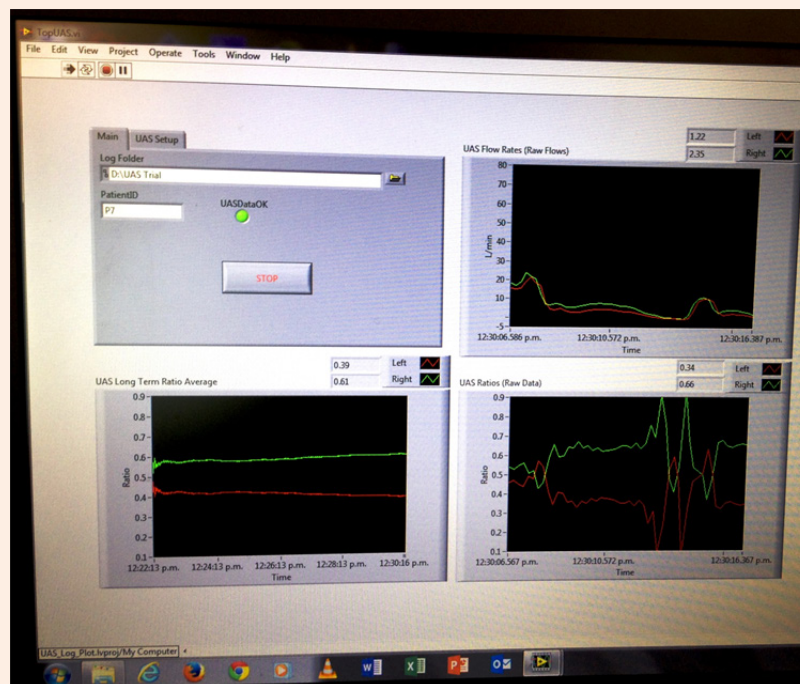 TopUAS.vi
File Edit View Project Operate Tools Window Help
Main UAS Setup
Log Folder
D:\UAS Trial
PatientID
P7
UASDataOK
STOP
UAS Flow Rates (Raw Flows)
1.22 Left
2.35 Right
80
70
60
50
40
30
20
10
-5
L/min
12:30:06.586 p.m. 12:30:10.572 p.m. 12:30:16.387 p.m.
Time
UAS Long Term Ratio Average
0.39 Left
0.61 Right
0.9
0.8
0.7
0.6
0.5
0.4
0.3
0.2
0.1
Ratio
12:22:13 p.m. 12:24:13 p.m. 12:26:13 p.m. 12:28:13 p.m. 12:30:16 p.m.
Time
UAS Ratios (Raw Data)
0.34 Left
0.66 Right
0.9
0.8
0.7
0.6
0.5
0.4
0.3
0.2
0.1
Ratio
12:30:06.567 p.m. 12:30:10.572 p.m. 12:30:16.367 p.m.
Time
UAS_Log_Plot.lvproj/My Computer